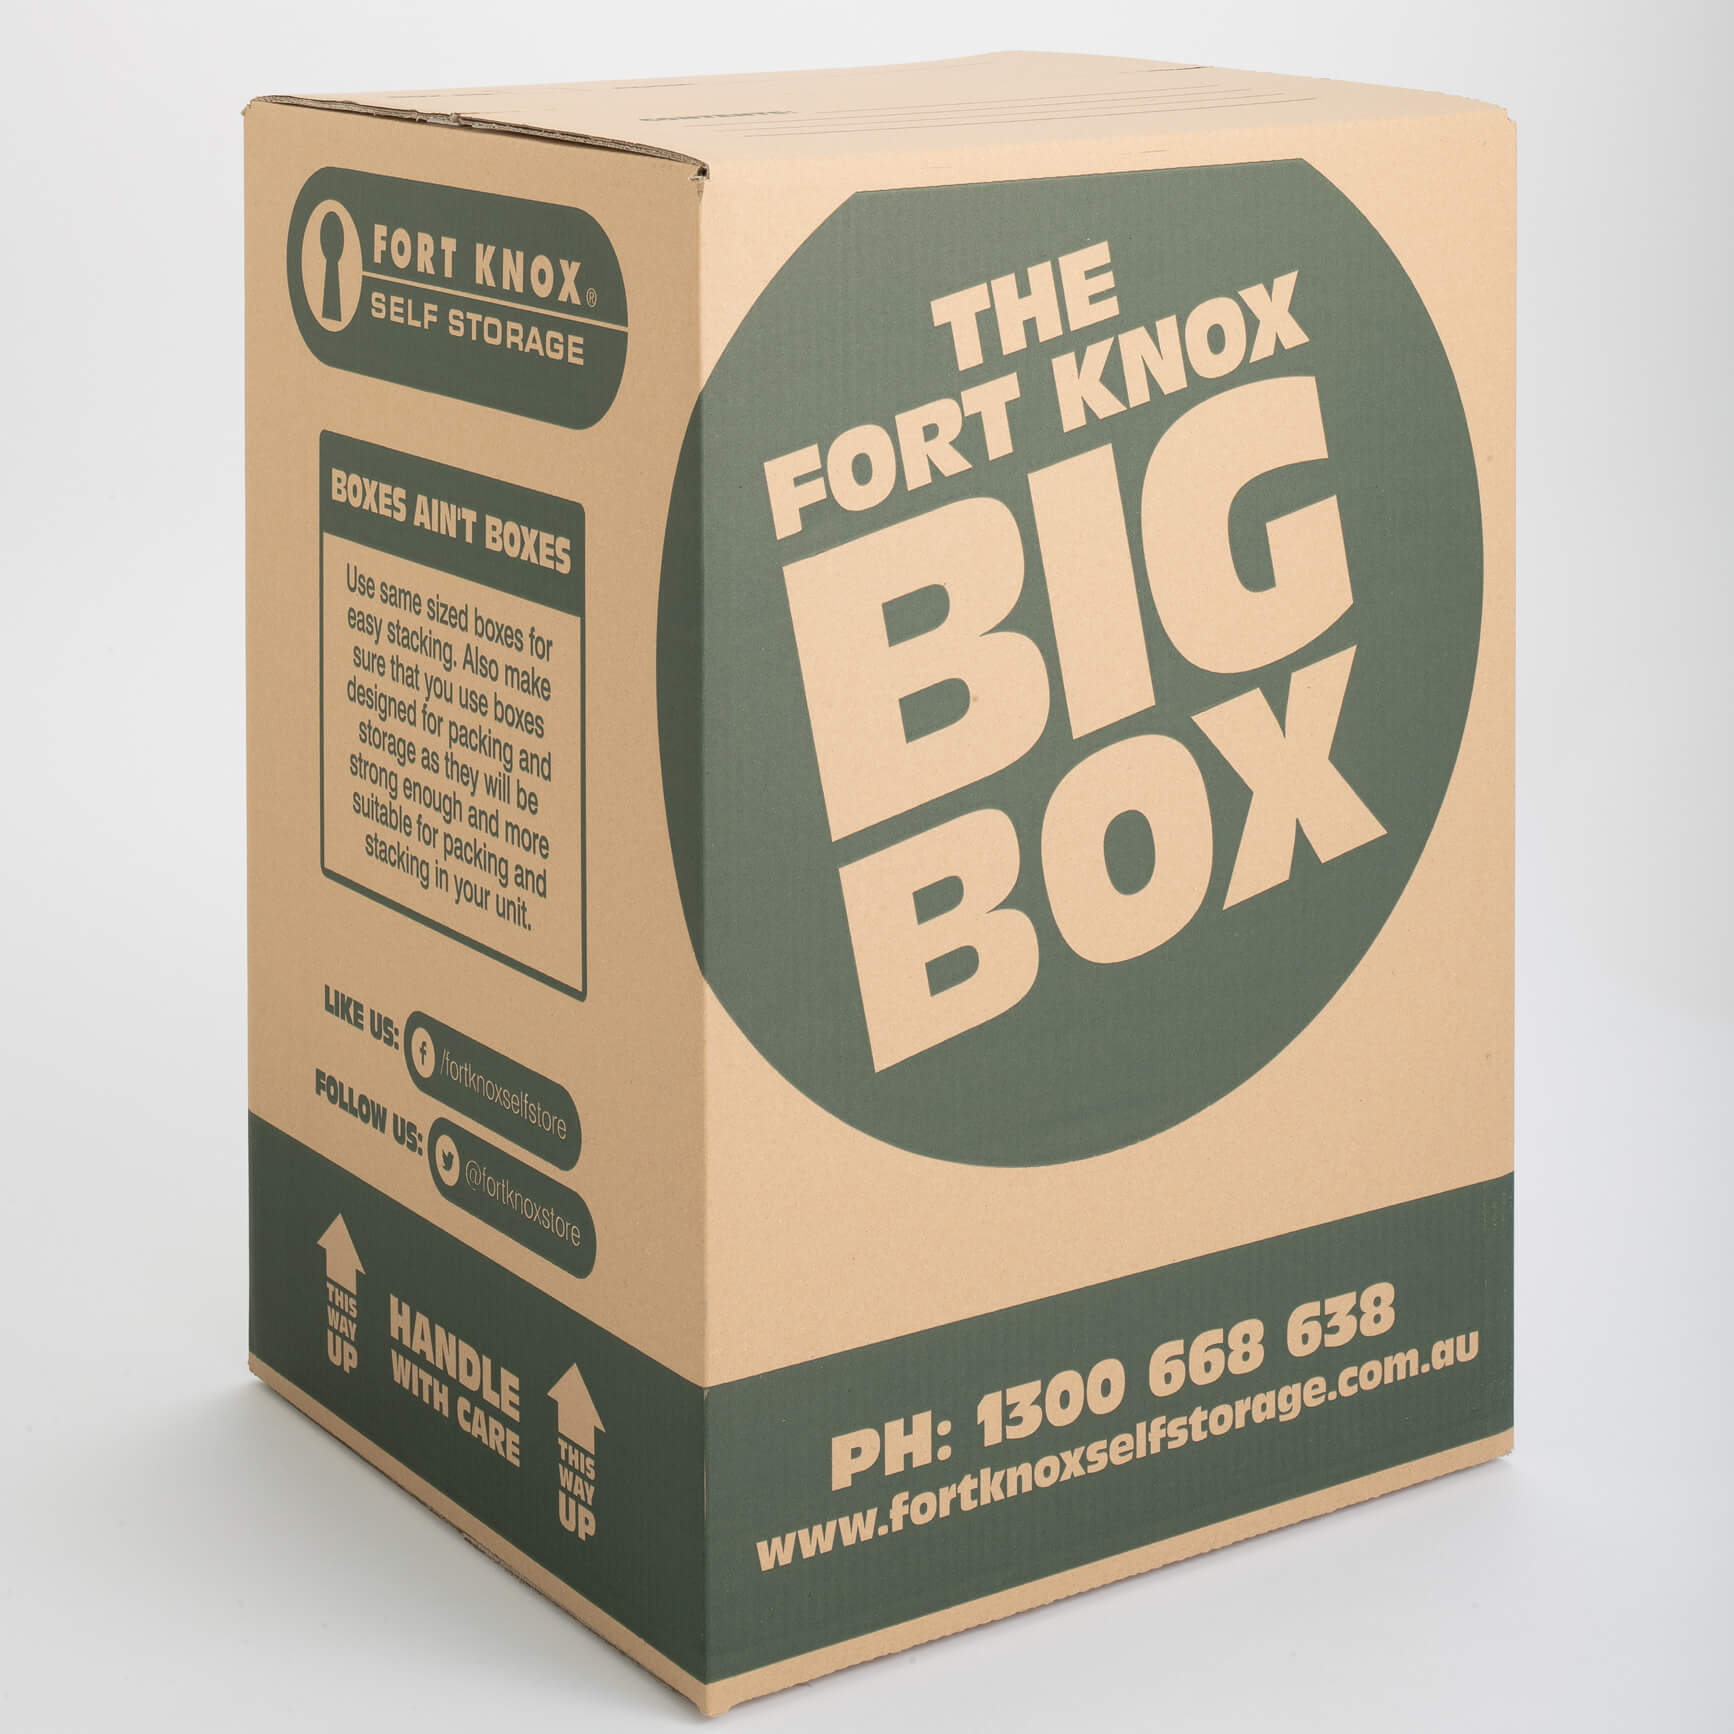 CONTENTS:
FORT KNOX®
SELF STORAGE
BOXES AIN'T BOXES
Use same sized boxes for
easy stacking. Also make
sure that you use boxes
designed for packing and
storage as they will be
strong enough and more
suitable for packing and
stacking in your unit.
LIKE US: f /fortknoxselfstore
FOLLOW US: @fortknoxstore
THIS
WAY
UP
HANDLE
WITH CARE
THIS
WAY
UP
THE
FORT KNOX
BIG
BOX
PH: 1300 668 638
www.fortknoxselfstorage.com.au